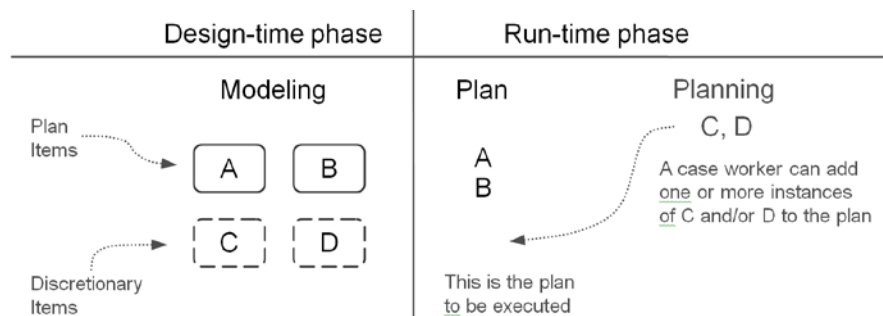 Design-time phase
Run-time phase
Modeling
Plan
Planning
Plan
Items
A
B
C
D
Discretionary
Items
A
B
C, D
A case worker can add
one or more instances
of C and/or D to the plan
This is the plan
to be executed